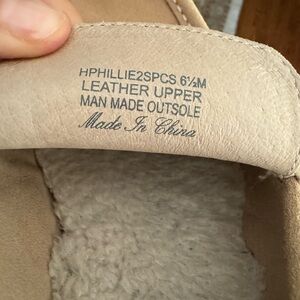 HPHILLIE2SPCS 6½M
LEATHER UPPER
MAN MADE OUTSOLE
Made In China